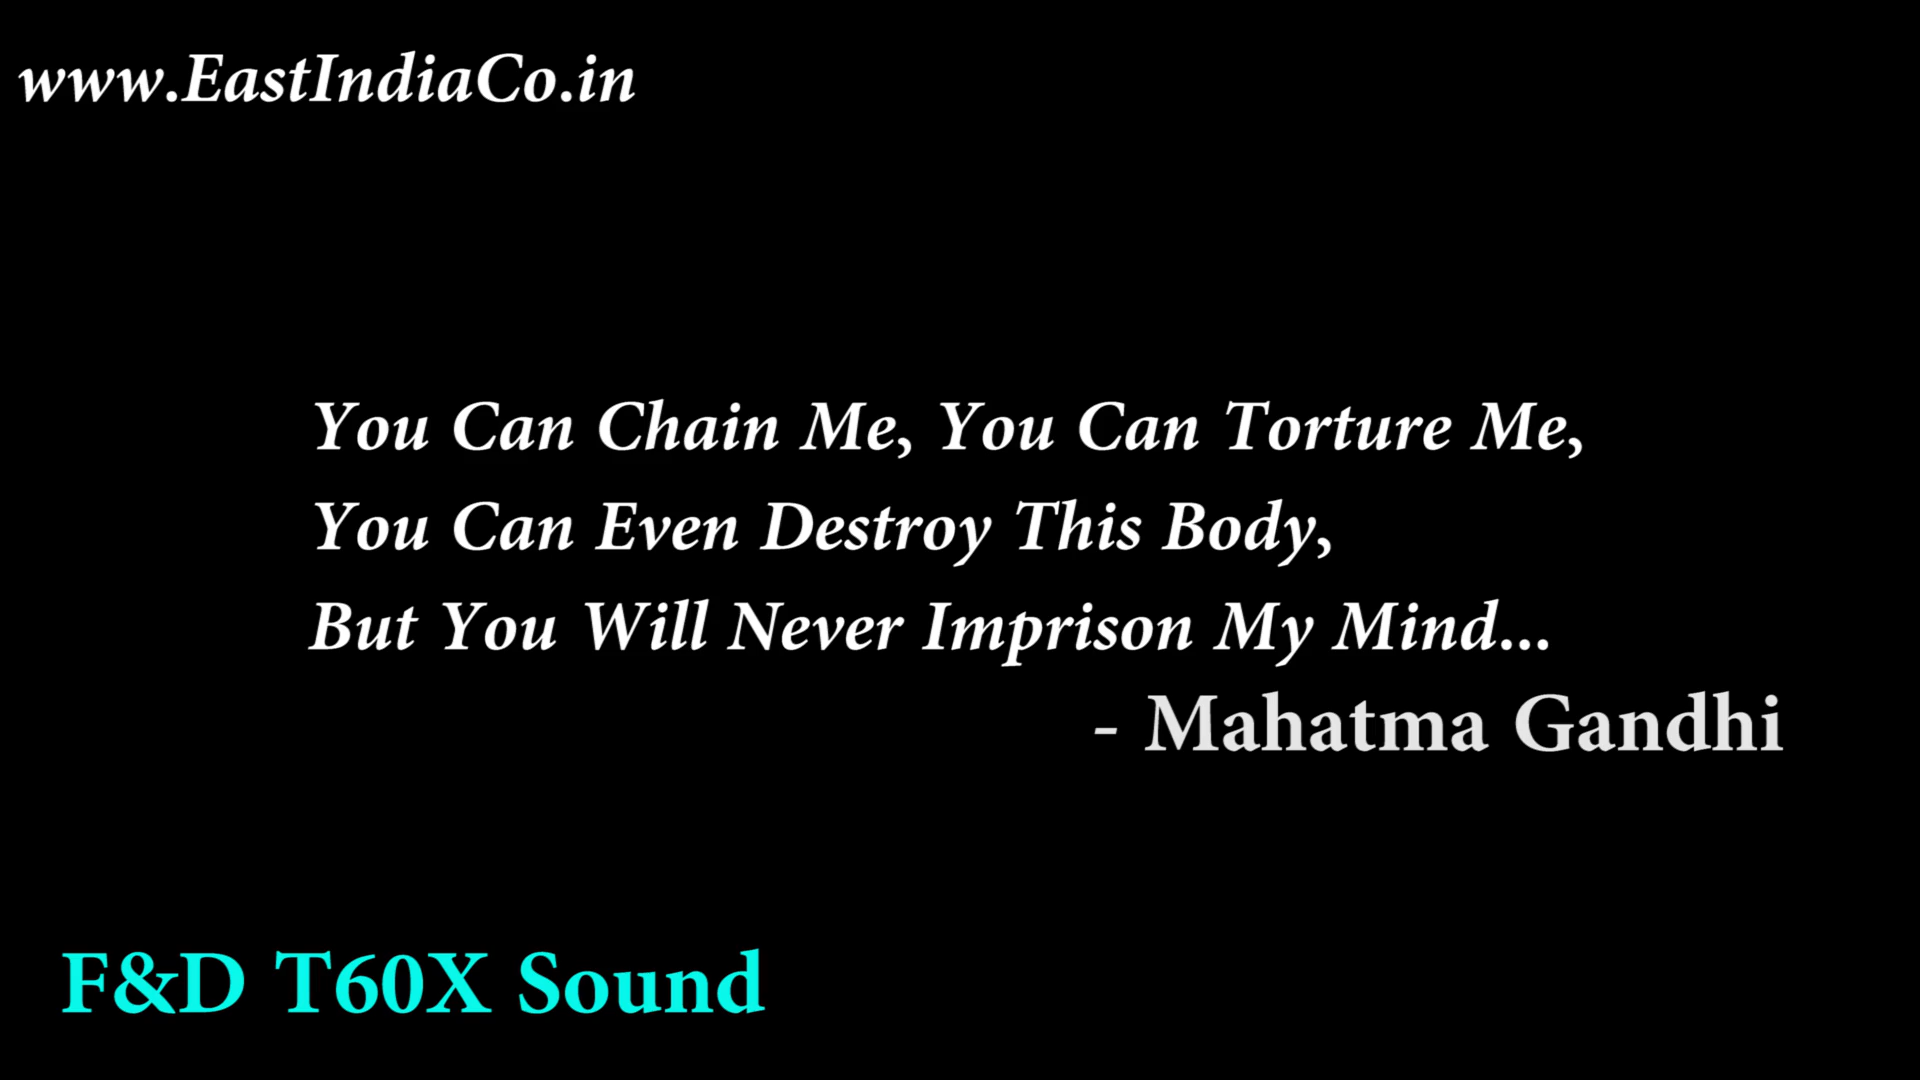 www.EastIndiaCo.in
You Can Chain Me, You Can Torture Me,
You Can Even Destroy This Body,
But You Will Never Imprison My Mind...
- Mahatma Gandhi
F&D T60X Sound